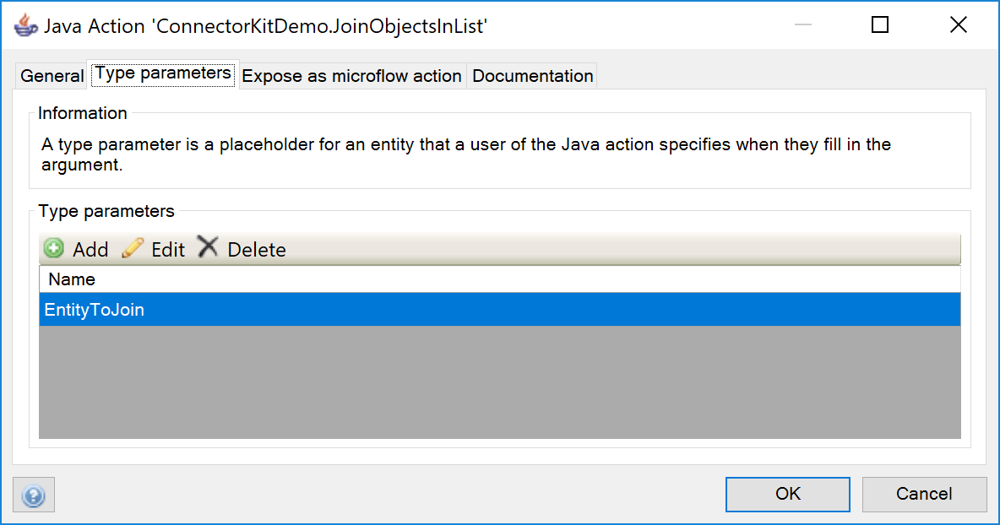 Java Action 'ConnectorKitDemo.JoinObjectsInList'
General Type parameters Expose as microflow action Documentation
Information
A type parameter is a placeholder for an entity that a user of the Java action specifies when they fill in the
argument.
Type parameters
Add Edit Delete
Name
EntityToJoin
?
OK Cancel